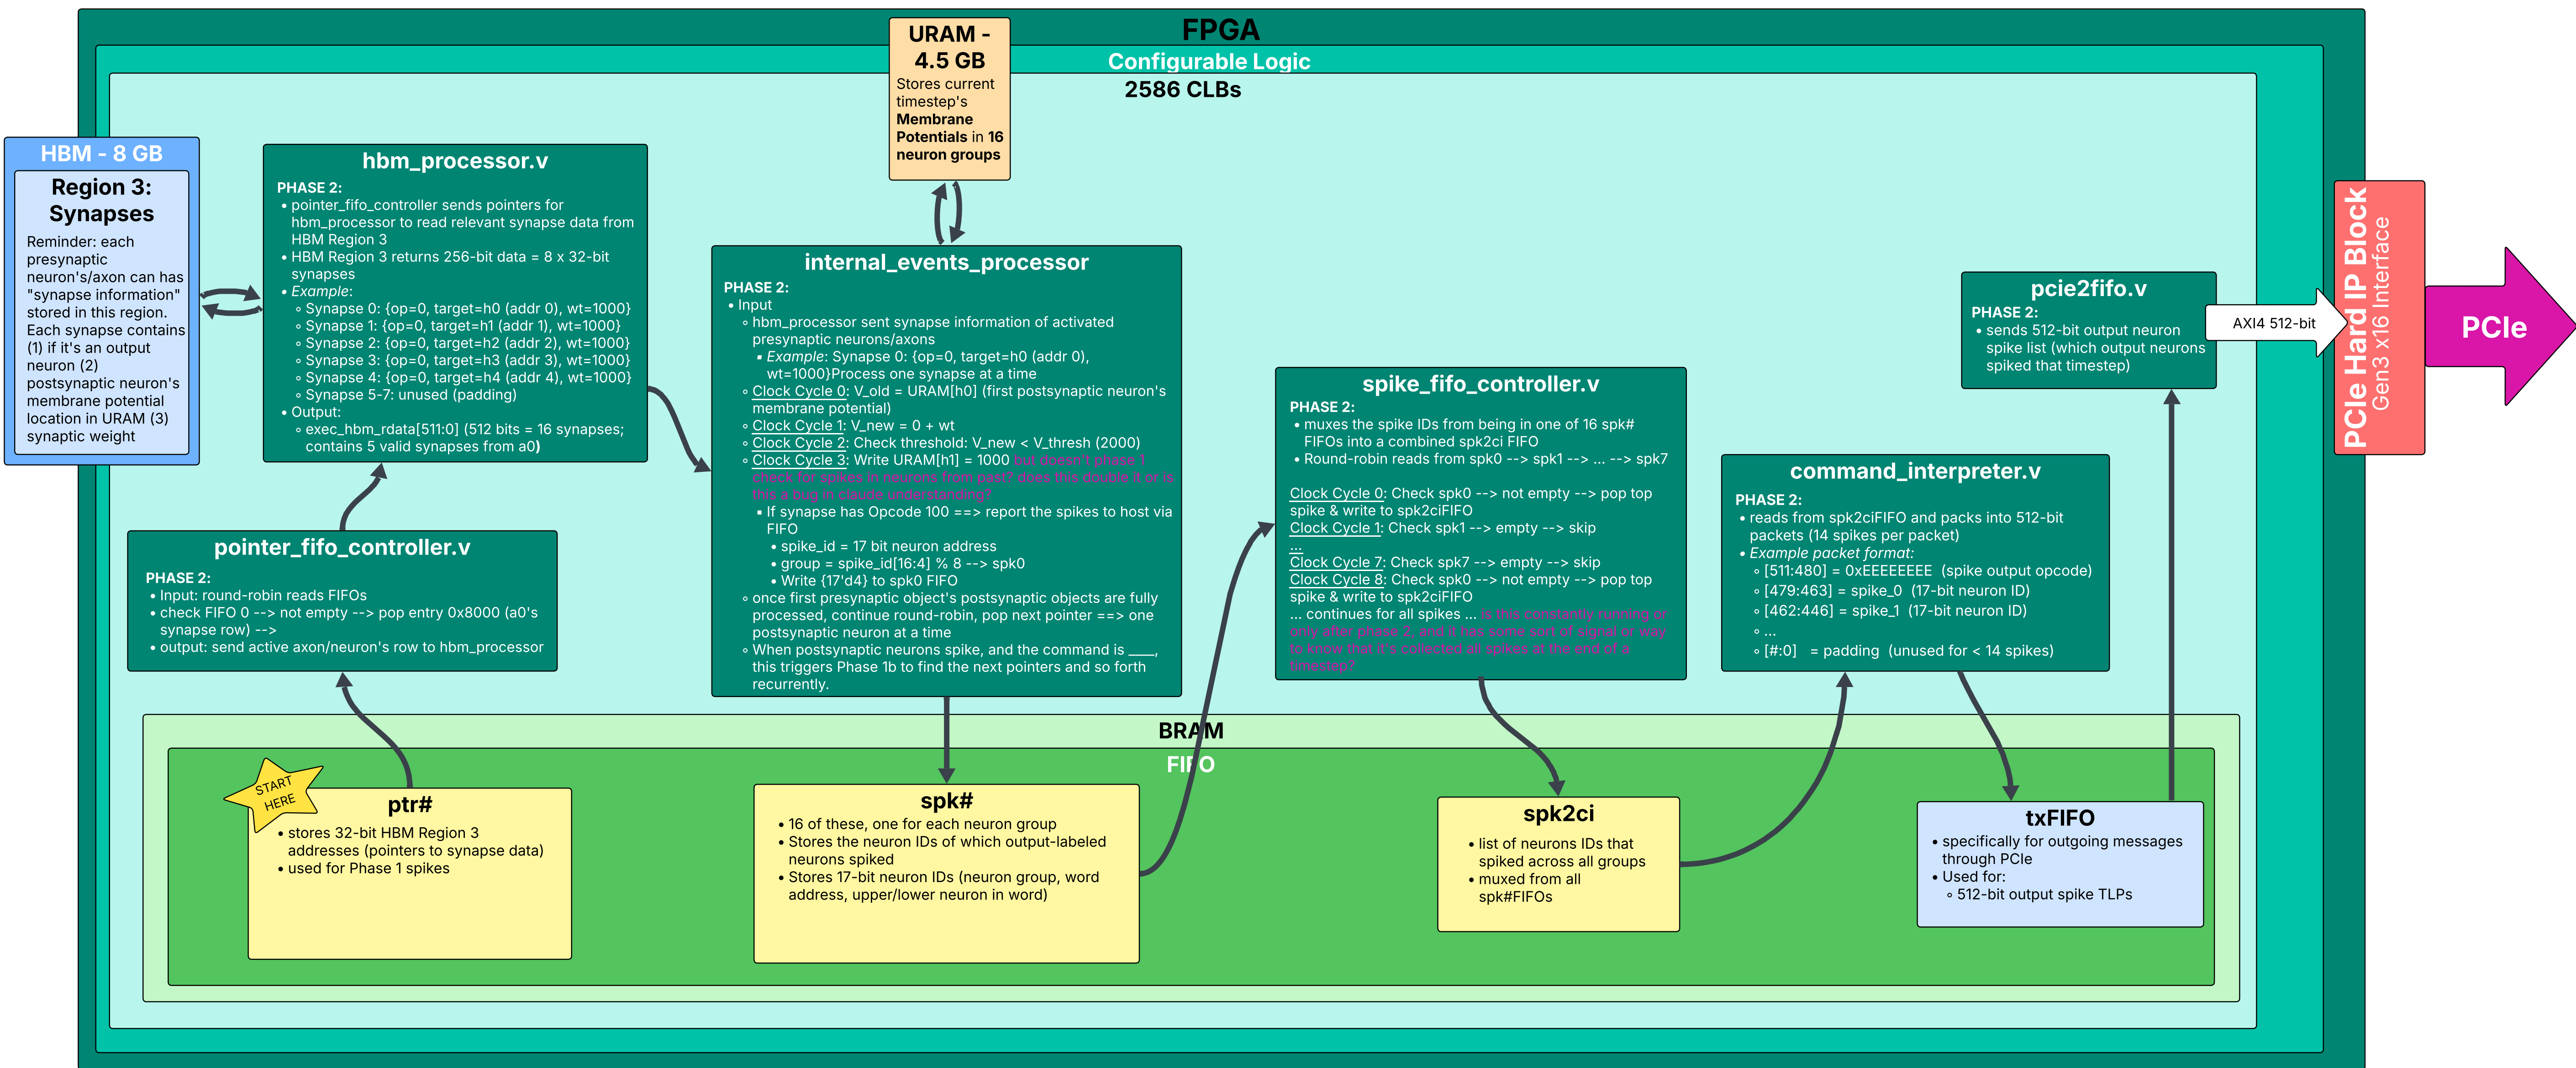 FPGA
Configurable Logic
2586 CLBs
URAM -
4.5 GB
Stores current
timestep's
Membrane
Potentials in 16
neuron groups
HBM - 8 GB
Region 3:
Synapses
Reminder: each
presynaptic
neuron's/axon can has
"synapse information"
stored in this region.
Each synapse contains
(1) if it's an output
neuron (2)
postsynaptic neuron's
membrane potential
location in URAM (3)
synaptic weight
hbm_processor.v
PHASE 2:
• pointer_fifo_controller sends pointers for
hbm_processor to read relevant synapse data from
HBM Region 3
• HBM Region 3 returns 256-bit data = 8 x 32-bit
synapses
• Example:
◦ Synapse 0: {op=0, target=h0 (addr 0), wt=1000}
◦ Synapse 1: {op=0, target=h1 (addr 1), wt=1000}
◦ Synapse 2: {op=0, target=h2 (addr 2), wt=1000}
◦ Synapse 3: {op=0, target=h3 (addr 3), wt=1000}
◦ Synapse 4: {op=0, target=h4 (addr 4), wt=1000}
◦ Synapse 5-7: unused (padding)
• Output:
◦ exec_hbm_rdata[511:0] (512 bits = 16 synapses;
contains 5 valid synapses from a0)
pointer_fifo_controller.v
PHASE 2:
• Input: round-robin reads FIFOs
• check FIFO 0 --> not empty --> pop entry 0x8000 (a0's
synapse row) -->
• output: send active axon/neuron's row to hbm_processor
internal_events_processor
PHASE 2:
• Input
◦ hbm_processor sent synapse information of activated
presynaptic neurons/axons
▪ Example: Synapse 0: {op=0, target=h0 (addr 0),
wt=1000}Process one synapse at a time
◦ Clock Cycle 0: V_old = URAM[h0] (first postsynaptic neuron's
membrane potential)
◦ Clock Cycle 1: V_new = 0 + wt
◦ Clock Cycle 2: Check threshold: V_new < V_thresh (2000)
◦ Clock Cycle 3: Write URAM[h1] = 1000 but doesn't phase 1
check for spikes in neurons from past? does this double it or is
this a bug in claude understanding?
▪ If synapse has Opcode 100 ==> report the spikes to host via
FIFO
• spike_id = 17 bit neuron address
• group = spike_id[16:4] % 8 --> spk0
• Write {17'd4} to spk0 FIFO
◦ once first presynaptic object's postsynaptic objects are fully
processed, continue round-robin, pop next pointer ==> one
postsynaptic neuron at a time
◦ When postsynaptic neurons spike, and the command is ____,
this triggers Phase 1b to find the next pointers and so forth
recurrently.
spike_fifo_controller.v
PHASE 2:
• muxes the spike IDs from being in one of 16 spk#
FIFOs into a combined spk2ci FIFO
• Round-robin reads from spk0 --> spk1 --> ... --> spk7
Clock Cycle 0: Check spk0 --> not empty --> pop top
spike & write to spk2ciFIFO
Clock Cycle 1: Check spk1 --> empty --> skip
...
Clock Cycle 7: Check spk7 --> empty --> skip
Clock Cycle 8: Check spk0 --> not empty --> pop top
spike & write to spk2ciFIFO
... continues for all spikes ... is this constantly running or
only after phase 2, and it has some sort of signal or way
to know that it's collected all spikes at the end of a
timestep?
command_interpreter.v
PHASE 2:
• reads from spk2ciFIFO and packs into 512-bit
packets (14 spikes per packet)
• Example packet format:
◦ [511:480] = 0xEEEEEEEE (spike output opcode)
◦ [479:463] = spike_0 (17-bit neuron ID)
◦ [462:446] = spike_1 (17-bit neuron ID)
◦ ...
◦ [#:0] = padding (unused for < 14 spikes)
pcie2fifo.v
PHASE 2:
• sends 512-bit output neuron
spike list (which output neurons
spiked that timestep)
AXI4 512-bit
PCIe Hard IP Block
Gen3 x16 Interface
PCIe
BRAM
FIFO
START
HERE
ptr#
• stores 32-bit HBM Region 3
addresses (pointers to synapse data)
• used for Phase 1 spikes
spk#
• 16 of these, one for each neuron group
• Stores the neuron IDs of which output-labeled
neurons spiked
• Stores 17-bit neuron IDs (neuron group, word
address, upper/lower neuron in word)
spk2ci
• list of neurons IDs that
spiked across all groups
• muxed from all
spk#FIFOs
txFIFO
• specifically for outgoing messages
through PCIe
• Used for:
◦ 512-bit output spike TLPs